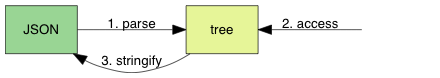 JSON
1. parse
tree
2. access
3. stringify